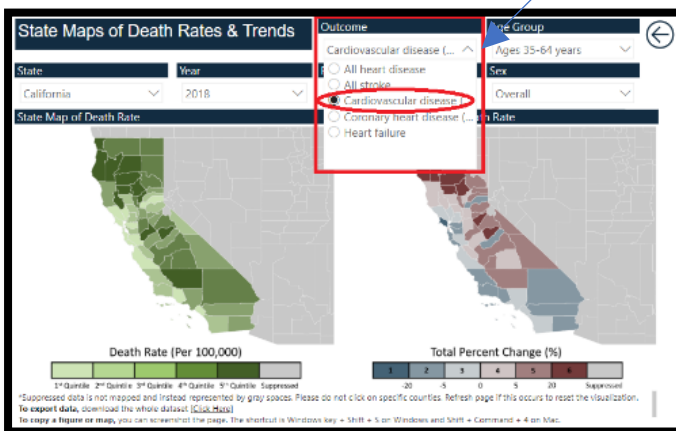 State Maps of Death Rates & Trends
Outcome
Age Group
Cardiovascular disease (...
Ages 35-64 years
All heart disease
All stroke
Cardiovascular disease
Coronary heart disease (...
Heart failure
State
Year
Sex
California
2018
Overall
State Map of Death Rate
Rate
Death Rate (Per 100,000)
1st Quintile 2nd Quintile 3rd Quintile 4th Quintile 5th Quintile Suppressed
Total Percent Change (%)
1 2 3 4 5 6
-20 -5 0 5 20 Suppressed
*Suppressed data is not mapped and instead represented by gray spaces. Please do not click on specific counties. Refresh page if this occurs to reset the visualization.
To export data, download the whole dataset [Click Here]
To copy a figure or map, you can screenshot the page. The shortcut is Windows key + Shift + S on Windows and Shift + Command + 4 on Mac.